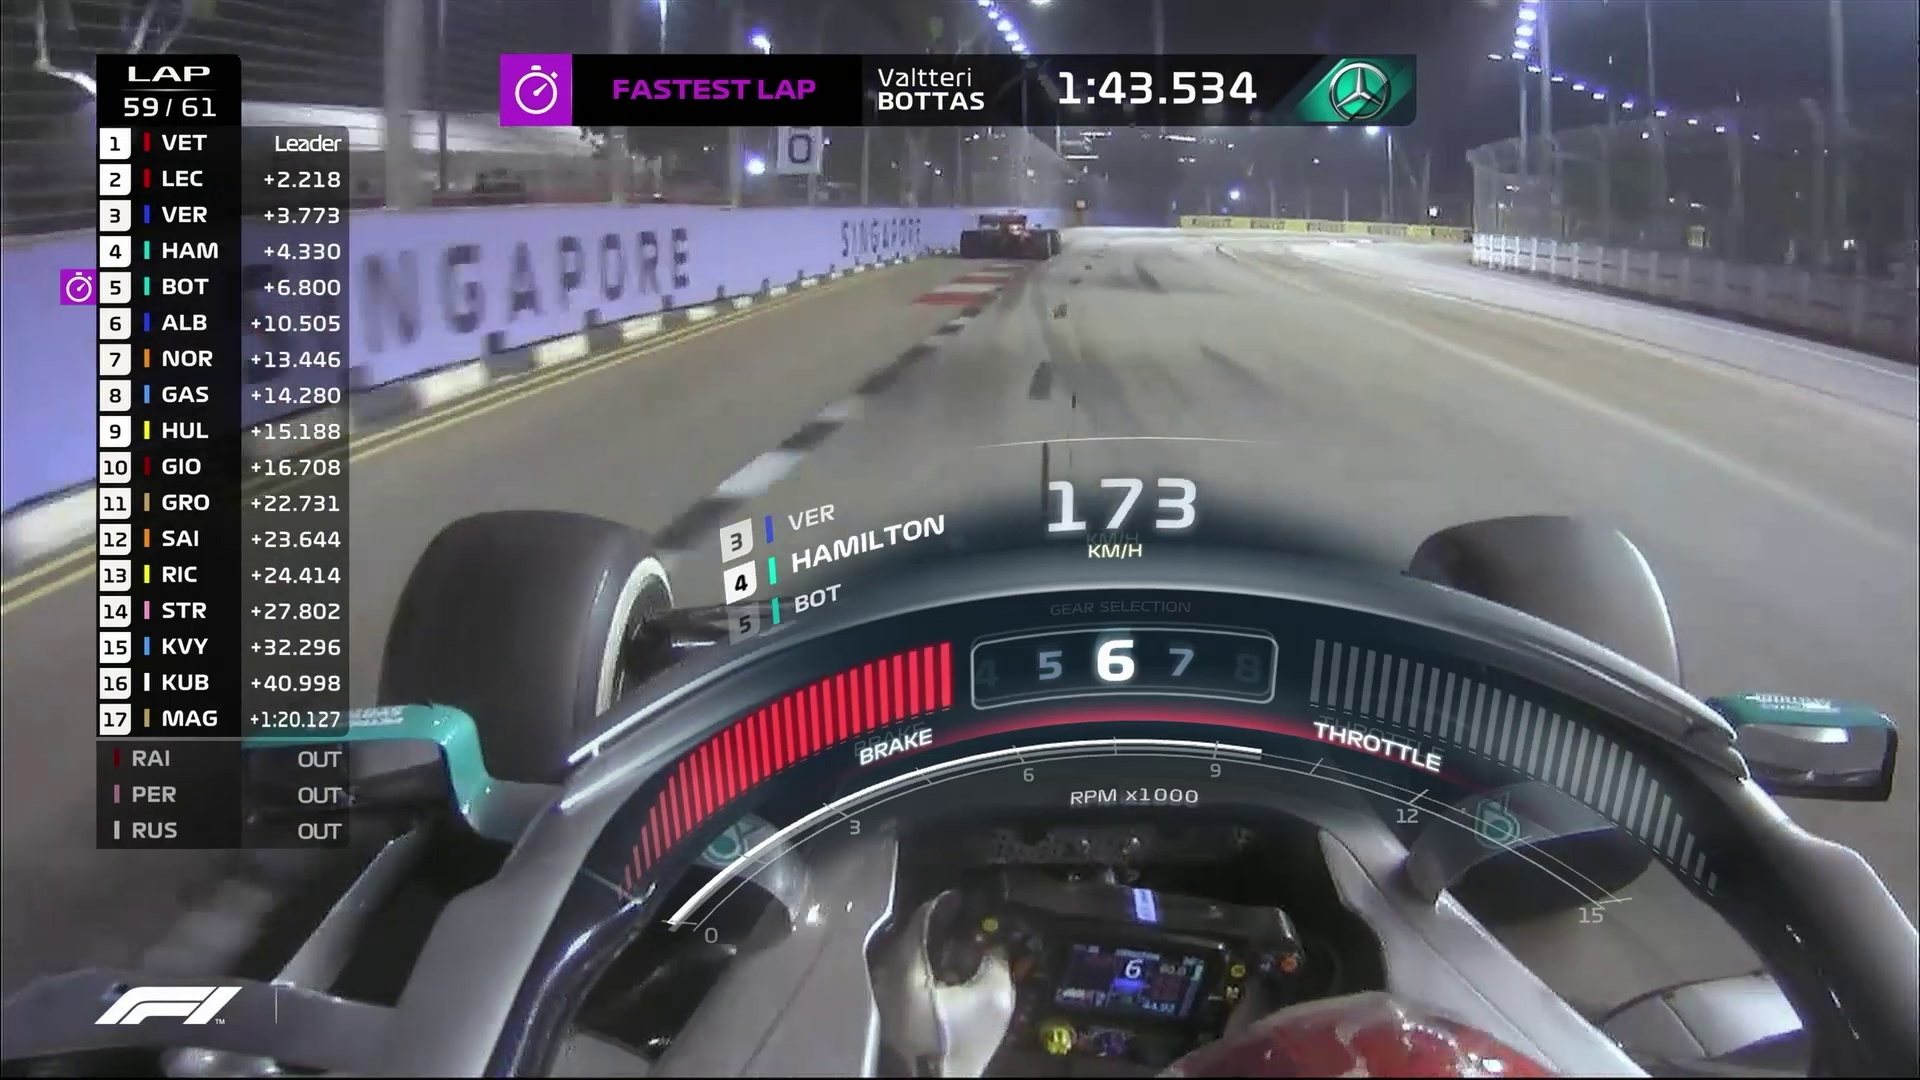 LAP
59 / 61
1 VET Leader
2 LEC +2.218
3 VER +3.773
4 HAM +4.330
5 BOT +6.800
6 ALB +10.505
7 NOR +13.446
8 GAS +14.280
9 HUL +15.188
10 GIO +16.708
11 GRO +22.731
12 SAI +23.644
13 RIC +24.414
14 STR +27.802
15 KVY +32.296
16 KUB +40.998
17 MAG +1:20.127
RAI OUT
PER OUT
RUS OUT
FASTEST LAP Valtteri BOTTAS 1:43.534
0
NGAPORE
SINGAPORE
3 VER
4 HAMILTON
5 BOT
173
KM/H
GEAR SELECTION
4 5 6 7 8
BRAKE
THROTTLE
RPM x1000
0 3 6 9 12 15
6
F1